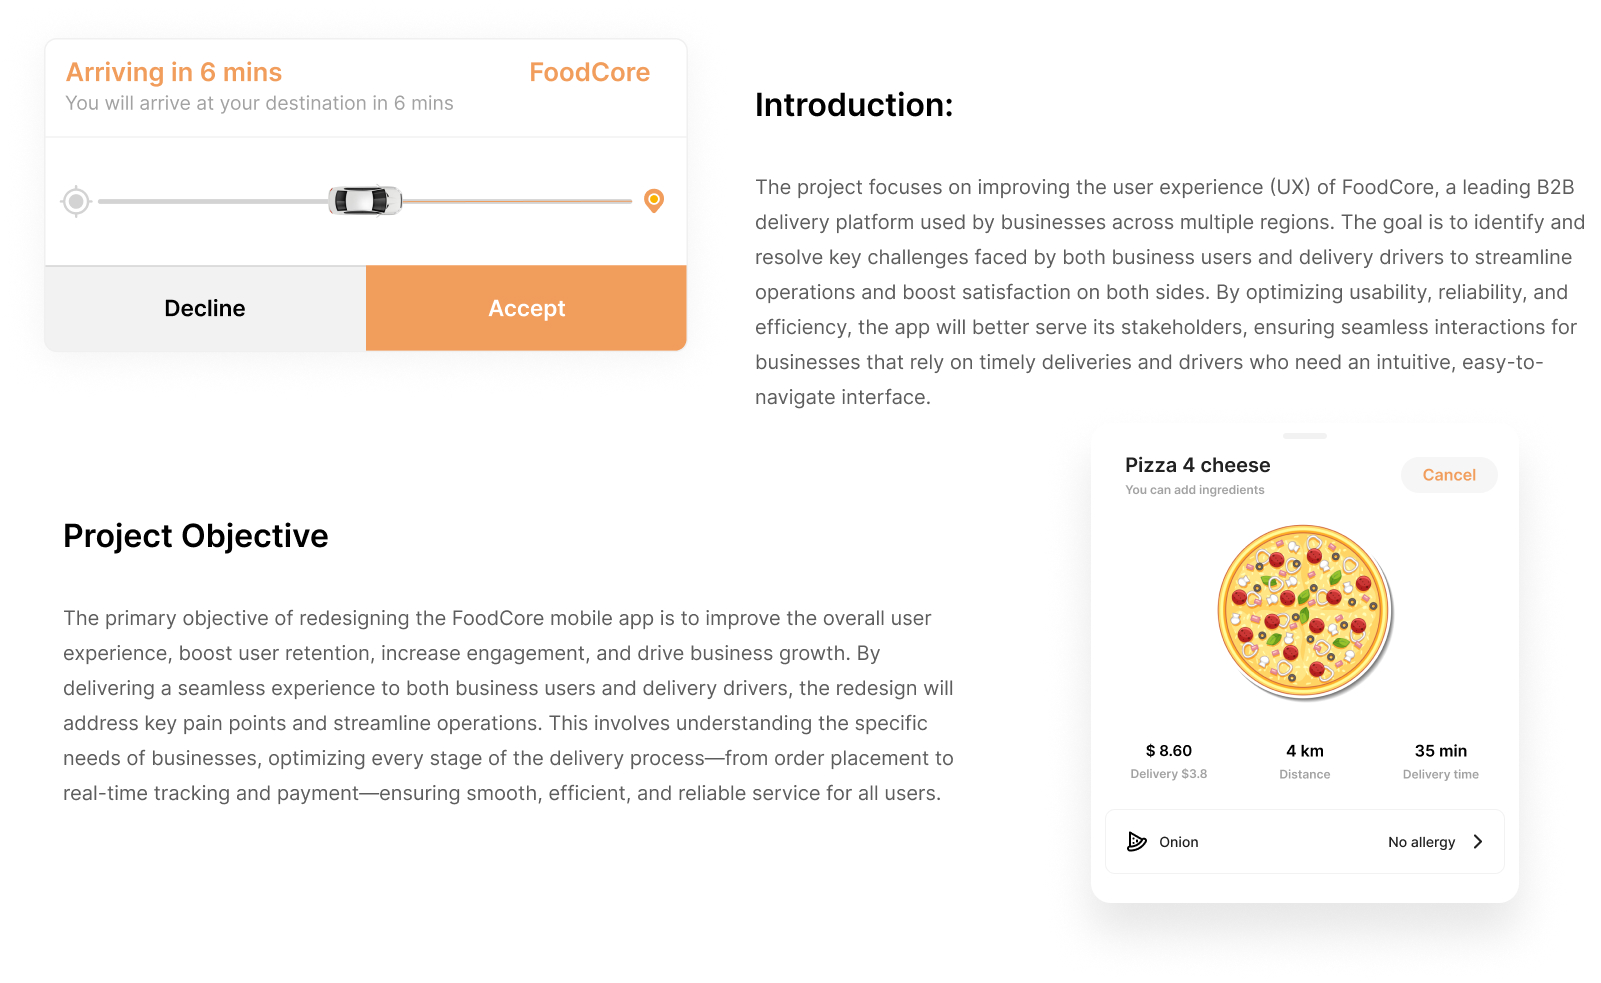 Arriving in 6 mins
FoodCore
You will arrive at your destination in 6 mins
Decline
Accept
Introduction:
The project focuses on improving the user experience (UX) of FoodCore, a leading B2B
delivery platform used by businesses across multiple regions. The goal is to identify and
resolve key challenges faced by both business users and delivery drivers to streamline
operations and boost satisfaction on both sides. By optimizing usability, reliability, and
efficiency, the app will better serve its stakeholders, ensuring seamless interactions for
businesses that rely on timely deliveries and drivers who need an intuitive, easy-to-
navigate interface.
Project Objective
The primary objective of redesigning the FoodCore mobile app is to improve the overall user
experience, boost user retention, increase engagement, and drive business growth. By
delivering a seamless experience to both business users and delivery drivers, the redesign will
address key pain points and streamline operations. This involves understanding the specific
needs of businesses, optimizing every stage of the delivery process—from order placement to
real-time tracking and payment—ensuring smooth, efficient, and reliable service for all users.
Pizza 4 cheese
Cancel
You can add ingredients
$ 8.60
4 km
35 min
Delivery $3.8
Distance
Delivery time
Onion
No allergy